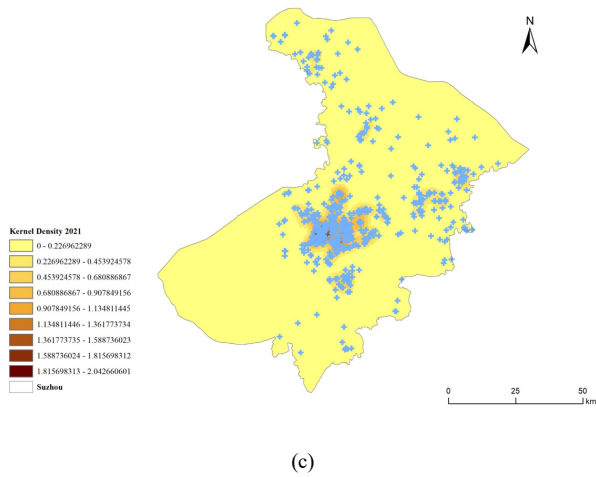 N
Kernel Density 2021
0 - 0.226962289
0.226962289 - 0.453924578
0.453924578 - 0.680886867
0.680886867 - 0.907849156
0.907849156 - 1.134811445
1.134811446 - 1.361773734
1.361773735 - 1.588736023
1.588736024 - 1.815698312
1.815698313 - 2.042660601
Suzhou
0 25 50
km
(c)